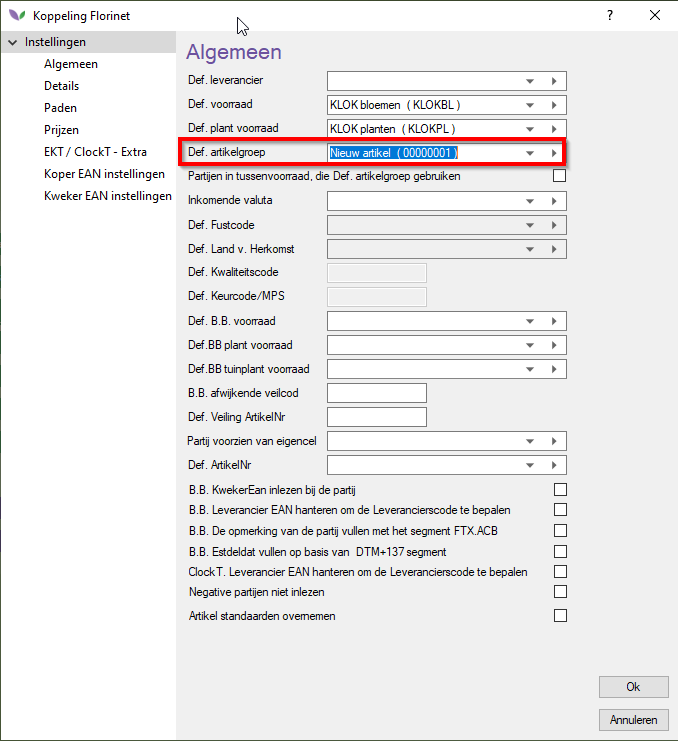 Koppeling Florinet
?
Instellingen
Algemeen
Details
Paden
Prijzen
EKT / ClockT - Extra
Koper EAN instellingen
Kweker EAN instellingen
Algemeen
Def. leverancier
Def. voorraad KLOK bloemen ( KLOKBL )
Def. plant voorraad KLOK planten ( KLOKPL )
Def. artikelgroep Nieuw artikel ( 00000001 )
Partijen in tussenvoorraad, die Def. artikelgroep gebruiken
Inkomende valuta
Def. Fustcode
Def. Land v. Herkomst
Def. Kwaliteitscode
Def. Keurcode/MPS
Def. B.B. voorraad
Def.BB plant voorraad
Def.BB tuinplant voorraad
B.B. afwijkende veilcod
Def. Veiling ArtikelNr
Partij voorzien van eigencel
Def. ArtikelNr
B.B. KwekerEan inlezen bij de partij
B.B. Leverancier EAN hanteren om de Leverancierscode te bepalen
B.B. De opmerking van de partij vullen met het segment FTX.ACB
B.B. Estdeldat vullen op basis van DTM+137 segment
ClockT. Leverancier EAN hanteren om de Leverancierscode te bepalen
Negative partijen niet inlezen
Artikel standaarden overnemen
Ok
Annuleren